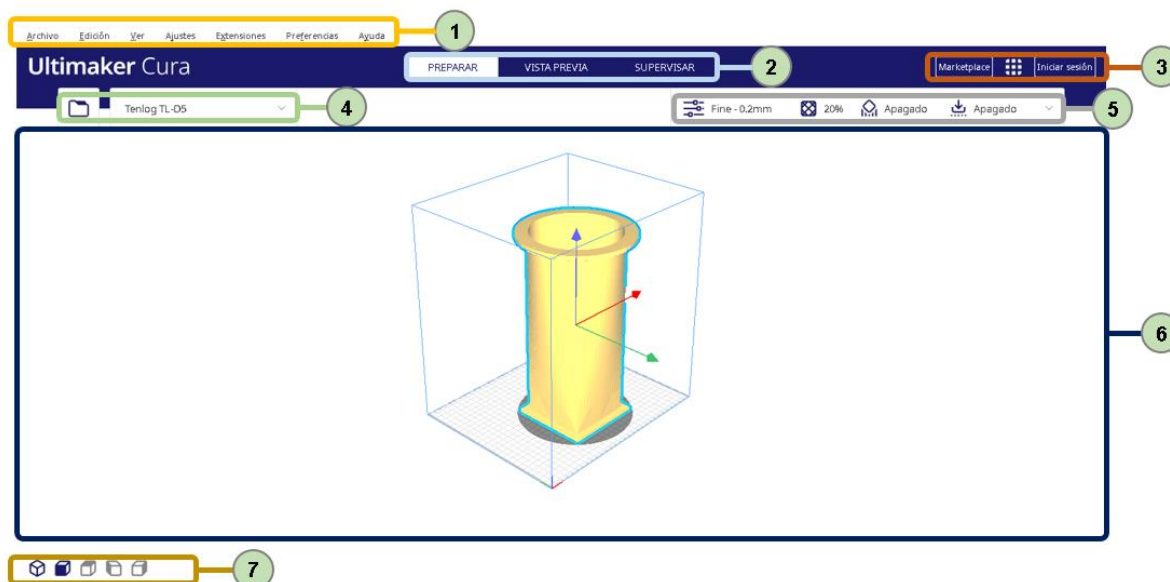 Archivo Edición Ver Ajustes Extensiones Preferencias Ayuda
1
Ultimaker Cura
PREPARAR VISTA PREVIA SUPERVISAR
2
Marketplace Iniciar sesión
3
Tenlog TL-D5
4
Fine - 0.2mm 20% Apagado Apagado
5
6
7